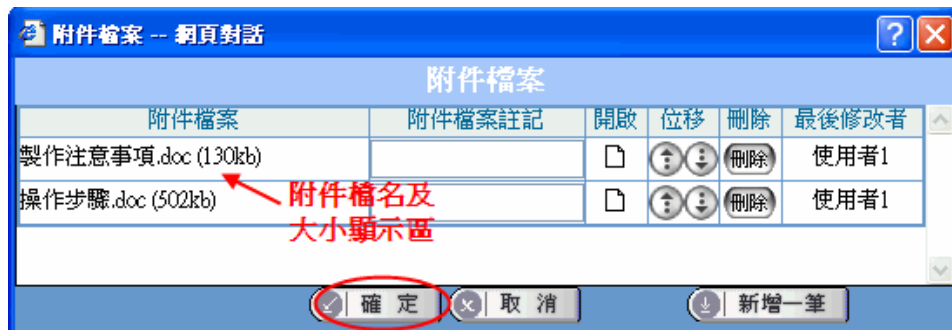 附件檔案 -- 網頁對話
附件檔案
附件檔案 附件檔案註記 開啟 位移 刪除 最後修改者
製作注意事項.doc (130kb) 刪除 使用者1
操作步驟.doc (502kb) 刪除 使用者1
附件檔名及
大小顯示區
確 定 取 消 新增一筆